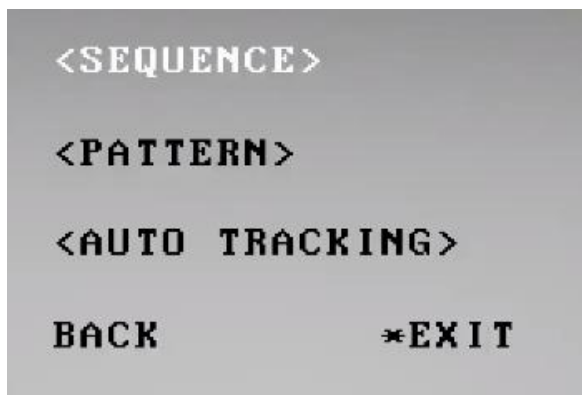 <SEQUENCE>
<PATTERN>
<AUTO TRACKING>
BACK *EXIT